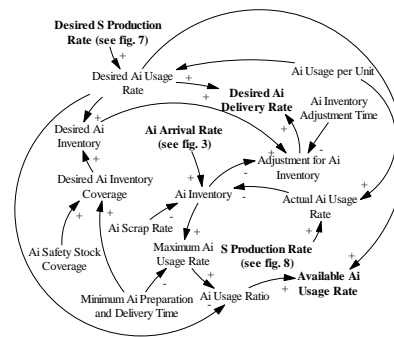 Desired S Production
Rate (see fig. 7)
+
Desired Ai Usage
Rate
+
+
Ai Usage per Unit
Desired Ai
Delivery Rate
+
+
Ai Inventory
Adjustment Time
Desired Ai
Inventory
+
Ai Arrival Rate
(see fig. 3)
+
-
Adjustment for Ai
Inventory
-
Desired Ai Inventory
Coverage
+
+
+
Ai Inventory
-
Actual Ai Usage
Rate
+
+
Ai Scrap Rate
-
Ai Safety Stock
Coverage
+
Maximum Ai
Usage Rate
-
+
S Production Rate
(see fig. 8)
+
Minimum Ai Preparation
and Delivery Time
Ai Usage Ratio
-
+
Available Ai
Usage Rate